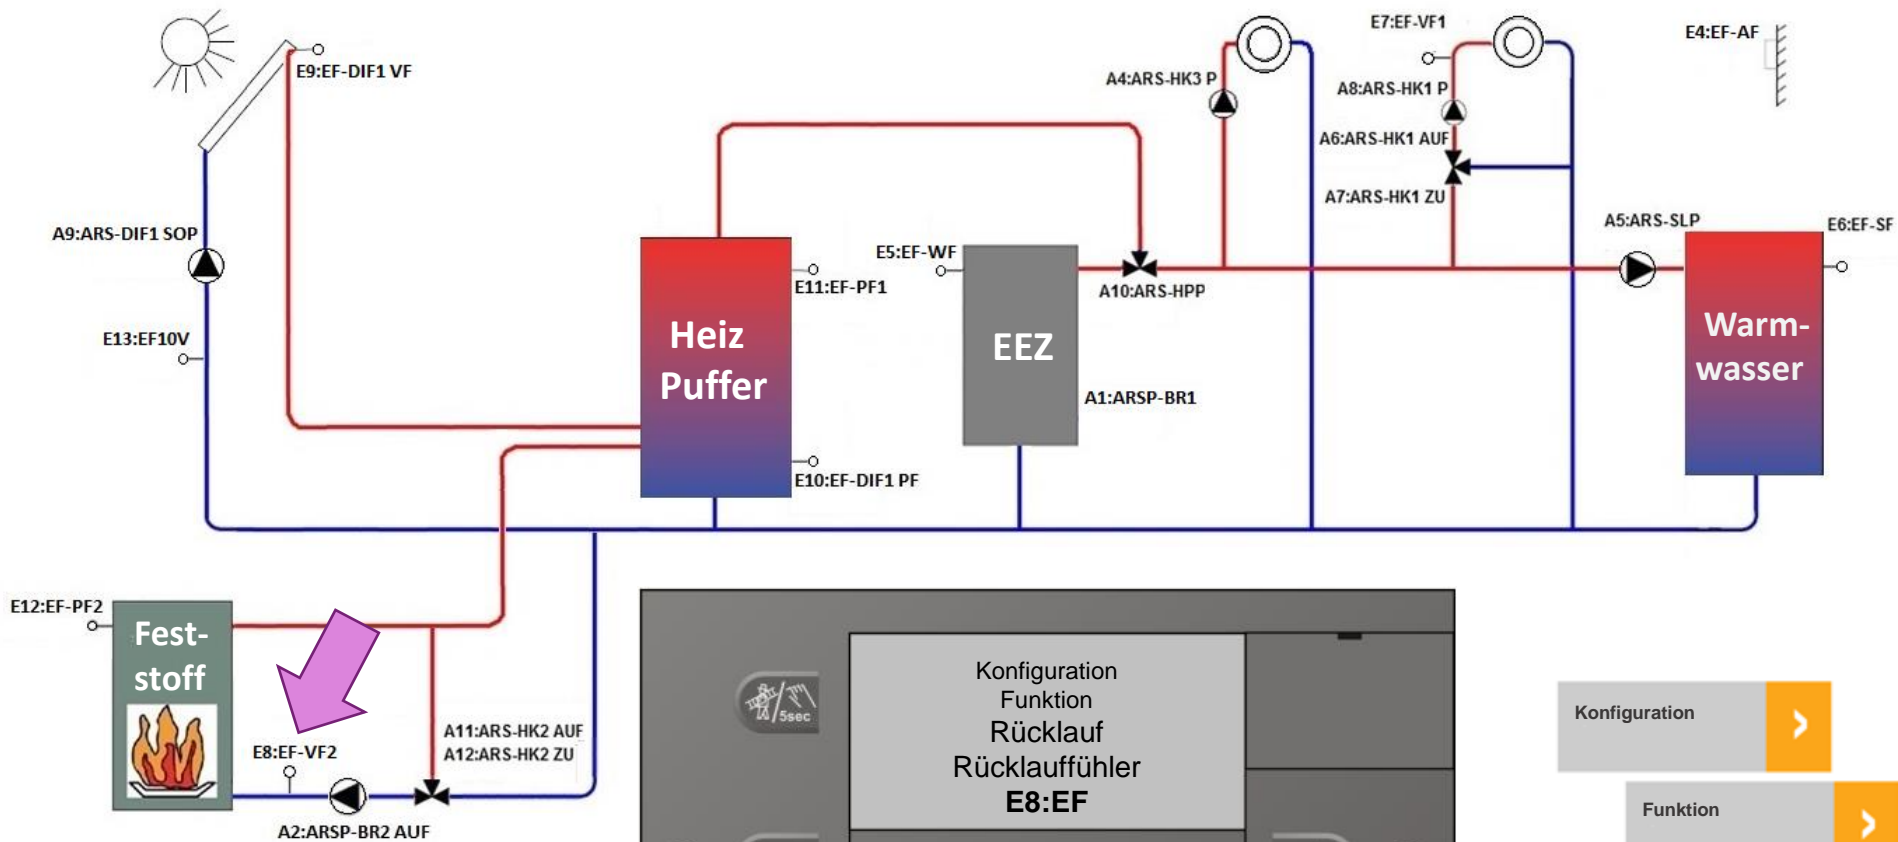 E9:EF-DIF1 VF
A4:ARS-HK3 P
E7:EF-VF1
E4:EF-AF
A8:ARS-HK1 P
A6:ARS-HK1 AUF
A7:ARS-HK1 ZU
A9:ARS-DIF1 SOP
E13:EF10V
E11:EF-PF1
Heiz
Puffer
E10:EF-DIF1 PF
E5:EF-WF
EEZ
A10:ARS-HPP
A1:ARSP-BR1
A5:ARS-SLP
E6:EF-SF
Warm-
wasser
E12:EF-PF2
Fest-
stoff
E8:EF-VF2
A11:ARS-HK2 AUF
A12:ARS-HK2 ZU
A2:ARSP-BR2 AUF
5sec
Konfiguration
Funktion
Rücklauf
Rücklauffühler
E8:EF
Konfiguration
Funktion